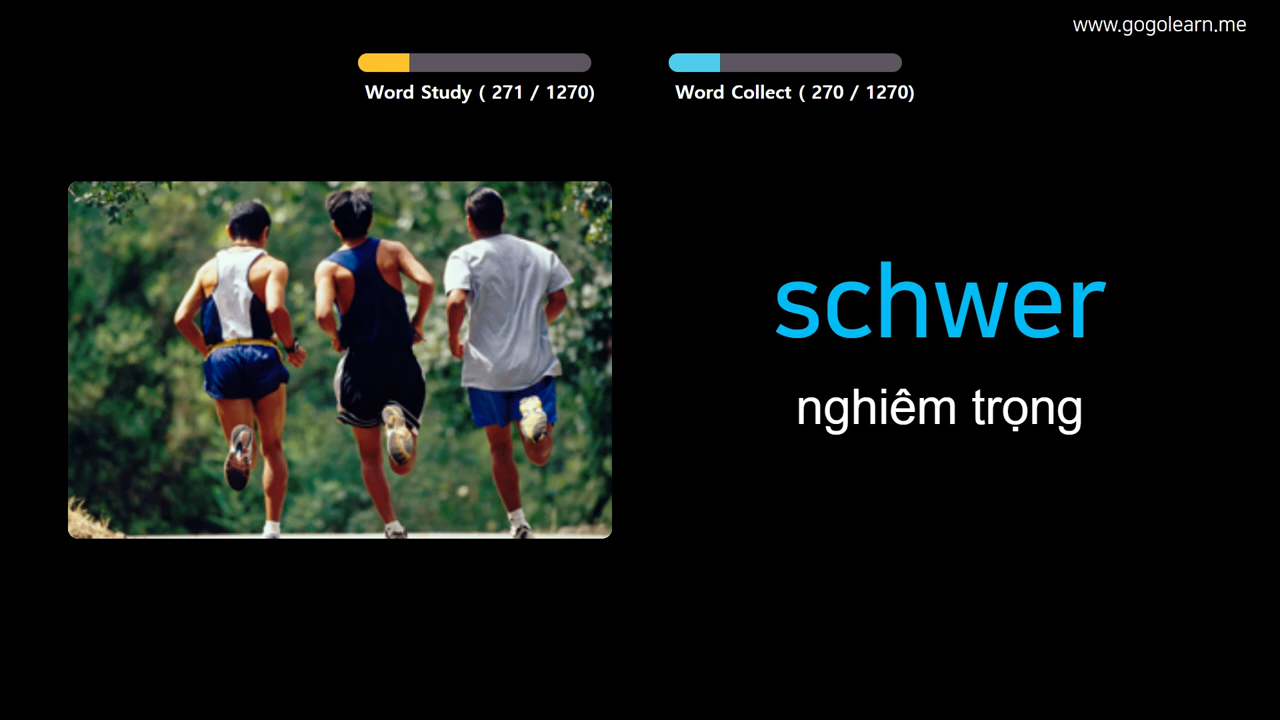 www.gogolearn.me
Word Study ( 271 / 1270)
Word Collect ( 270 / 1270)
schwer
nghiêm trọng